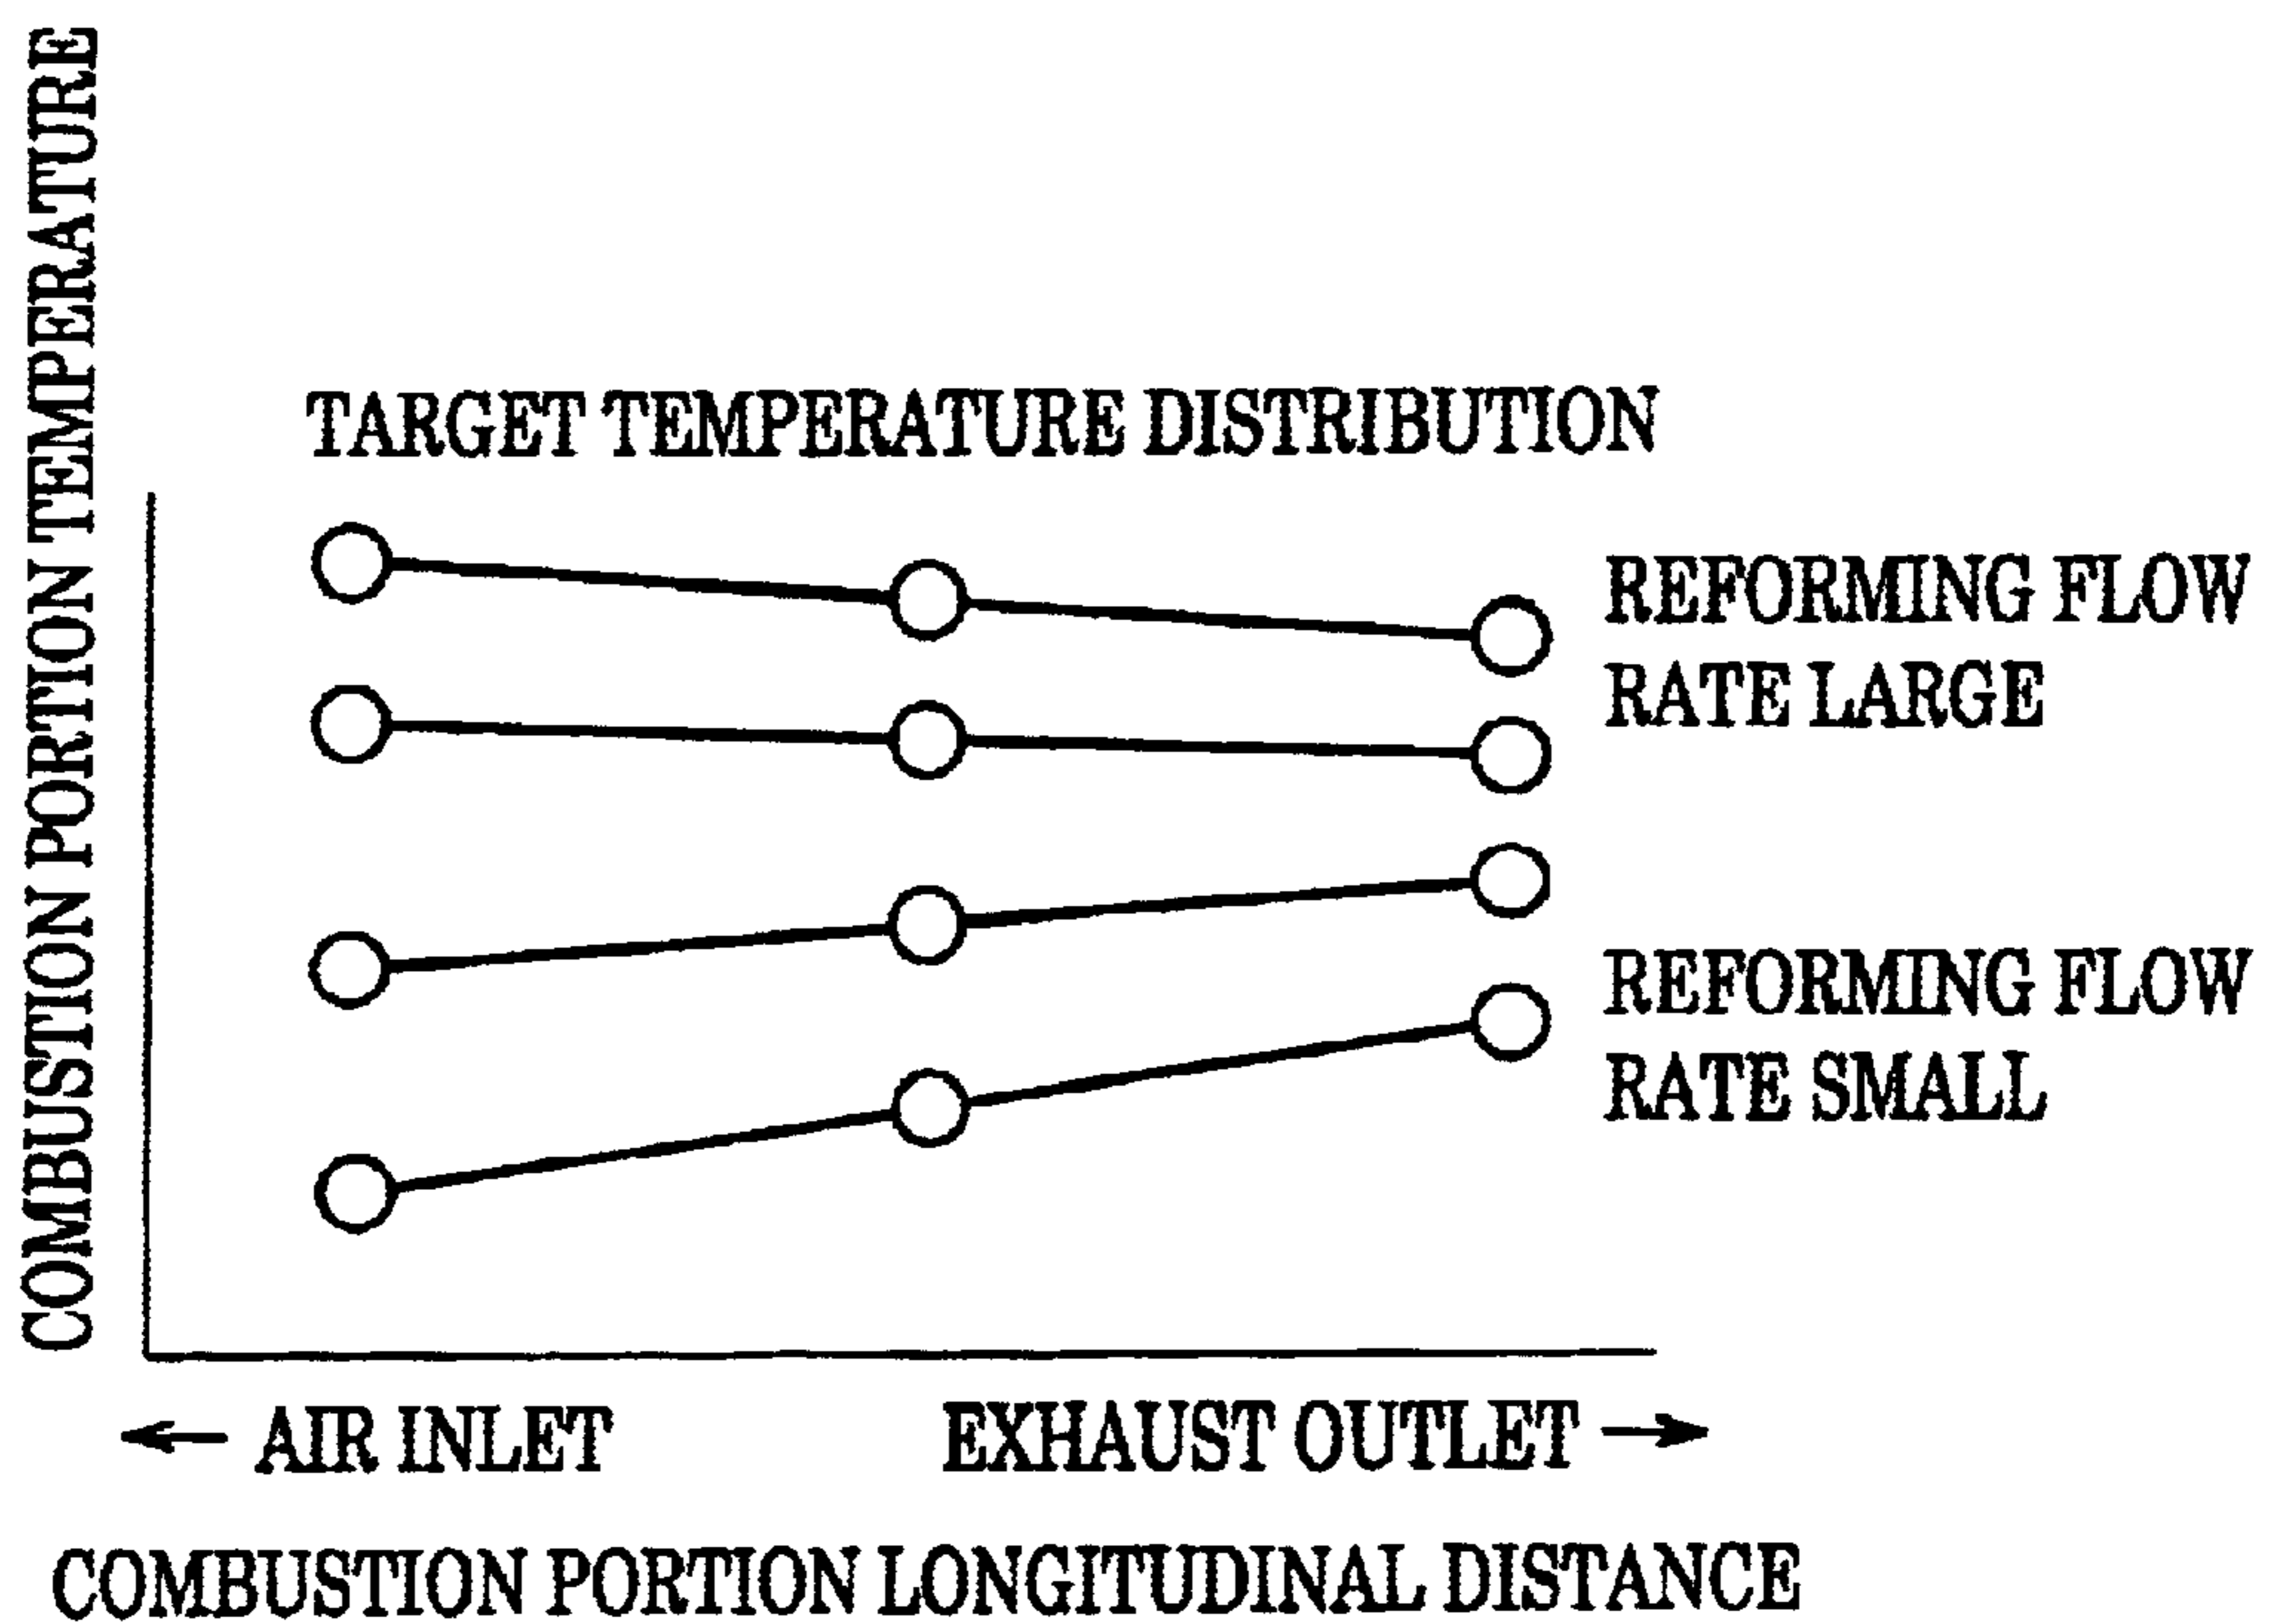 COMBUSTION PORTION TEMPERATURE
TARGET TEMPERATURE DISTRIBUTION
REFORMING FLOW
RATE LARGE
REFORMING FLOW
RATE SMALL
← AIR INLET
EXHAUST OUTLET →
COMBUSTION PORTION LONGITUDINAL DISTANCE